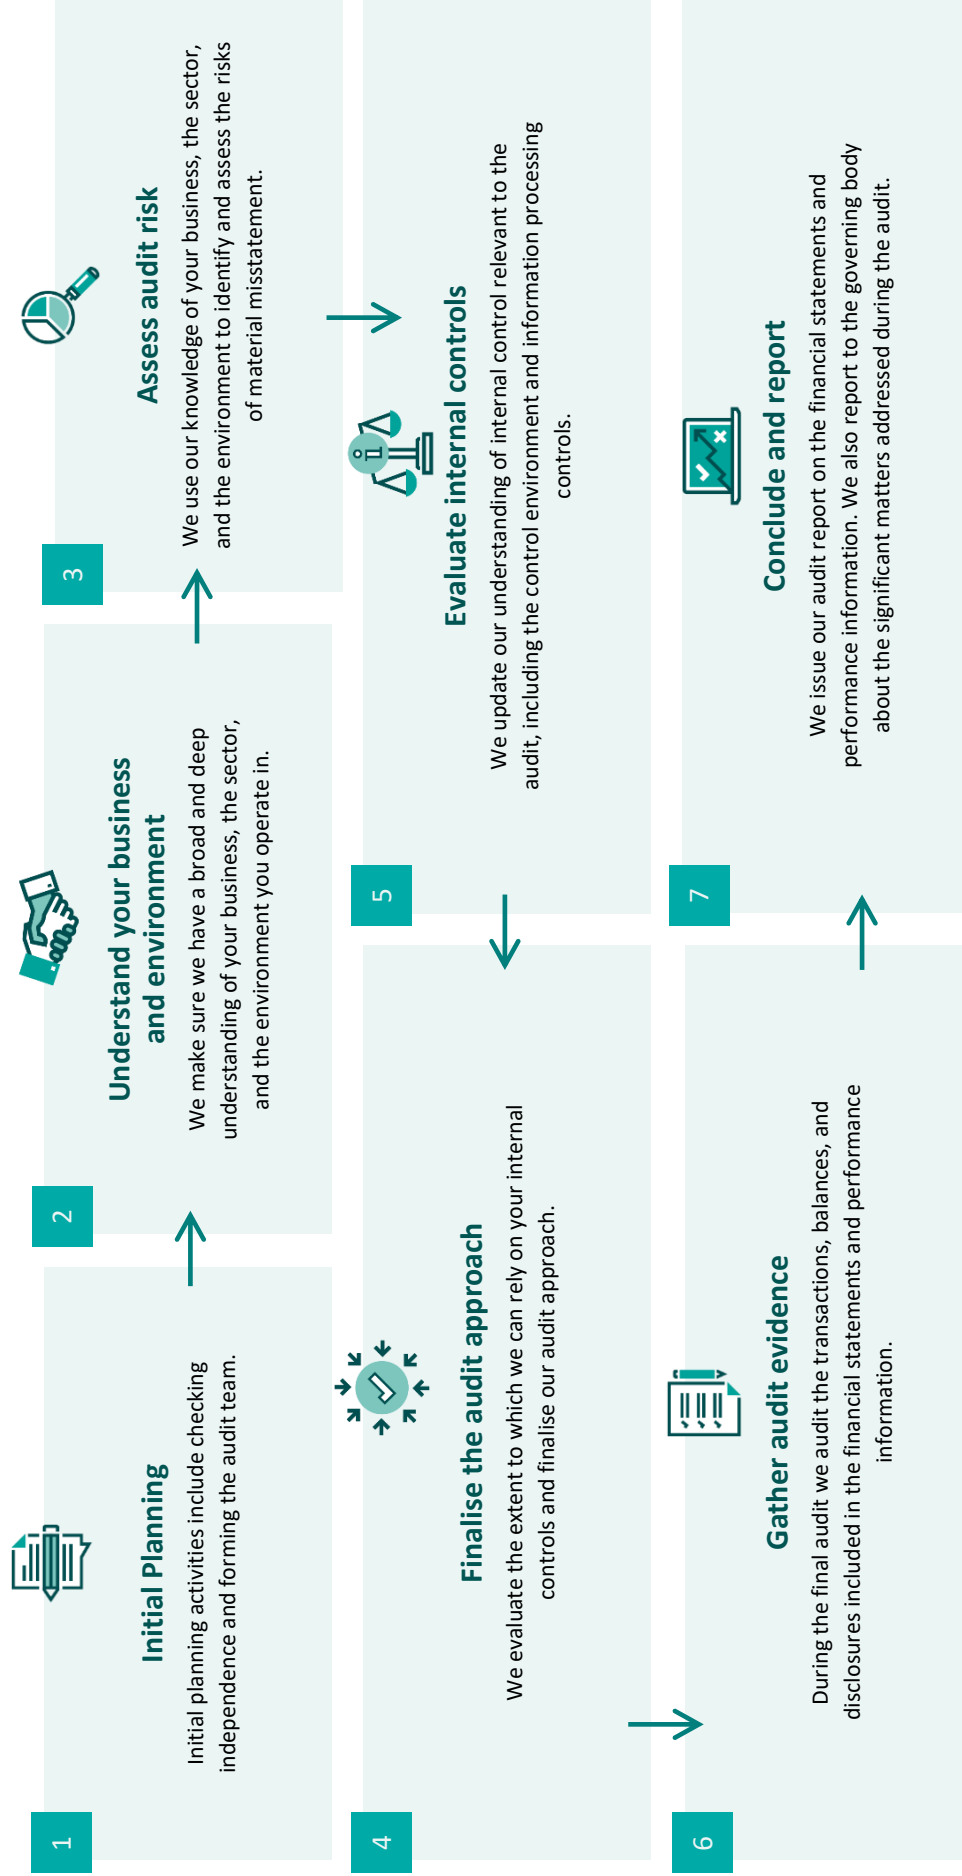 1
Initial Planning
Initial planning activities include checking
independence and forming the audit team.
2
Understand your business
and environment
We make sure we have a broad and deep
understanding of your business, the sector,
and the environment you operate in.
3
Assess audit risk
We use our knowledge of your business, the sector,
and the environment to identify and assess the risks
of material misstatement.
4
Finalise the audit approach
We evaluate the extent to which we can rely on your internal
controls and finalise our audit approach.
5
Evaluate internal controls
We update our understanding of internal control relevant to the
audit, including the control environment and information processing
controls.
6
Gather audit evidence
During the final audit we audit the transactions, balances, and
disclosures included in the financial statements and performance
information.
7
Conclude and report
We issue our audit report on the financial statements and
performance information. We also report to the governing body
about the significant matters addressed during the audit.